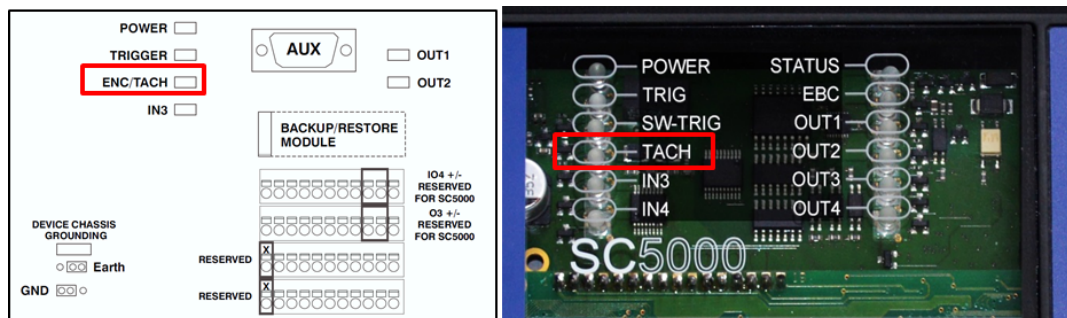 POWER
TRIGGER
ENC/TACH
IN3
AUX
OUT1
OUT2
BACKUP/RESTORE
MODULE
IO4 +/-
RESERVED
FOR SC5000
O3 +/-
RESERVED
FOR SC5000
DEVICE CHASSIS
GROUNDING
Earth
GND
RESERVED
X
RESERVED
X
POWER
TRIG
SW-TRIG
TACH
IN3
IN4
STATUS
EBC
OUT1
OUT2
OUT3
OUT4
SC5000